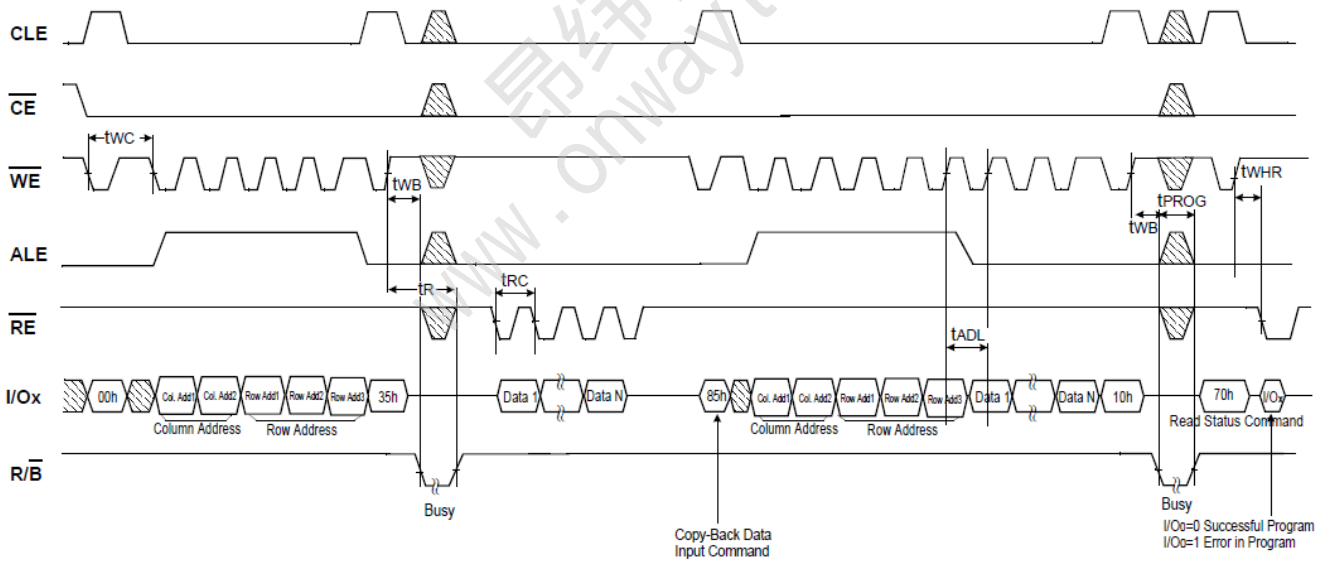 CLE
CE
tWC
WE
tWB
tWHR
tPROG
tWB
ALE
tR
tRC
RE
tADL
I/Ox
00h
Col. Add1
Col. Add2
Row Add1
Row Add2
Row Add3
35h
Data 1
Data N
85h
Col. Add1
Col. Add2
Row Add1
Row Add2
Row Add3
Data 1
Data N
10h
70h
I/Ox
Column Address
Row Address
Column Address
Row Address
Read Status Command
R/B
Busy
Busy
Copy-Back Data
Input Command
I/O0=0 Successful Program
I/O0=1 Error in Program